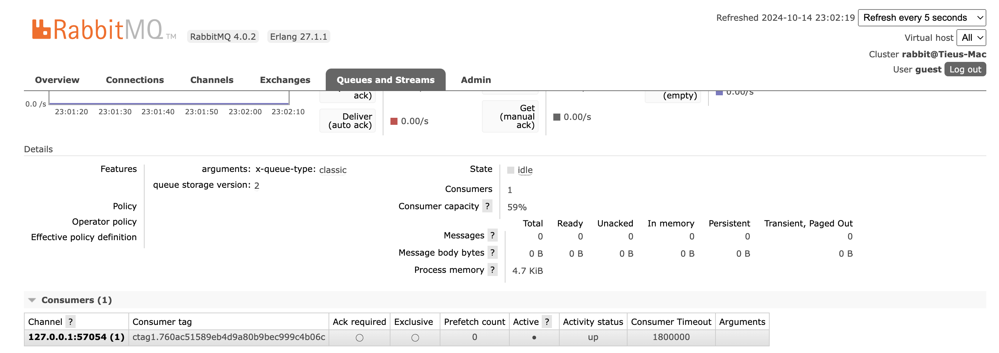 Refreshed 2024-10-14 23:02:19 Refresh every 5 seconds
RabbitMQ TM RabbitMQ 4.0.2 Erlang 27.1.1
Virtual host All
Cluster rabbit@Tieus-Mac
User guest Log out
Overview Connections Channels Exchanges Queues and Streams Admin
0.0 /s
23:01:20 23:01:30 23:01:40 23:01:50 23:02:00 23:02:10
ack)
Deliver
(auto ack)
0.00/s
Get
(manual
ack)
0.00/s
(empty)
0.00/s
Details
Features
arguments: x-queue-type: classic
queue storage version: 2
Policy
Operator policy
Effective policy definition
State idle
Consumers 1
Consumer capacity ? 59%
Total Ready Unacked In memory Persistent Transient, Paged Out
Messages ? 0 0 0 0 0 0
Message body bytes ? 0 B 0 B 0 B 0 B 0 B 0 B
Process memory ? 4.7 KiB
Consumers (1)
Channel ? Consumer tag Ack required Exclusive Prefetch count Active ? Activity status Consumer Timeout Arguments
127.0.0.1:57054 (1) ctag1.760ac51589eb4d9a80b9bec999c4b06c ○ ○ 0 ● up 1800000